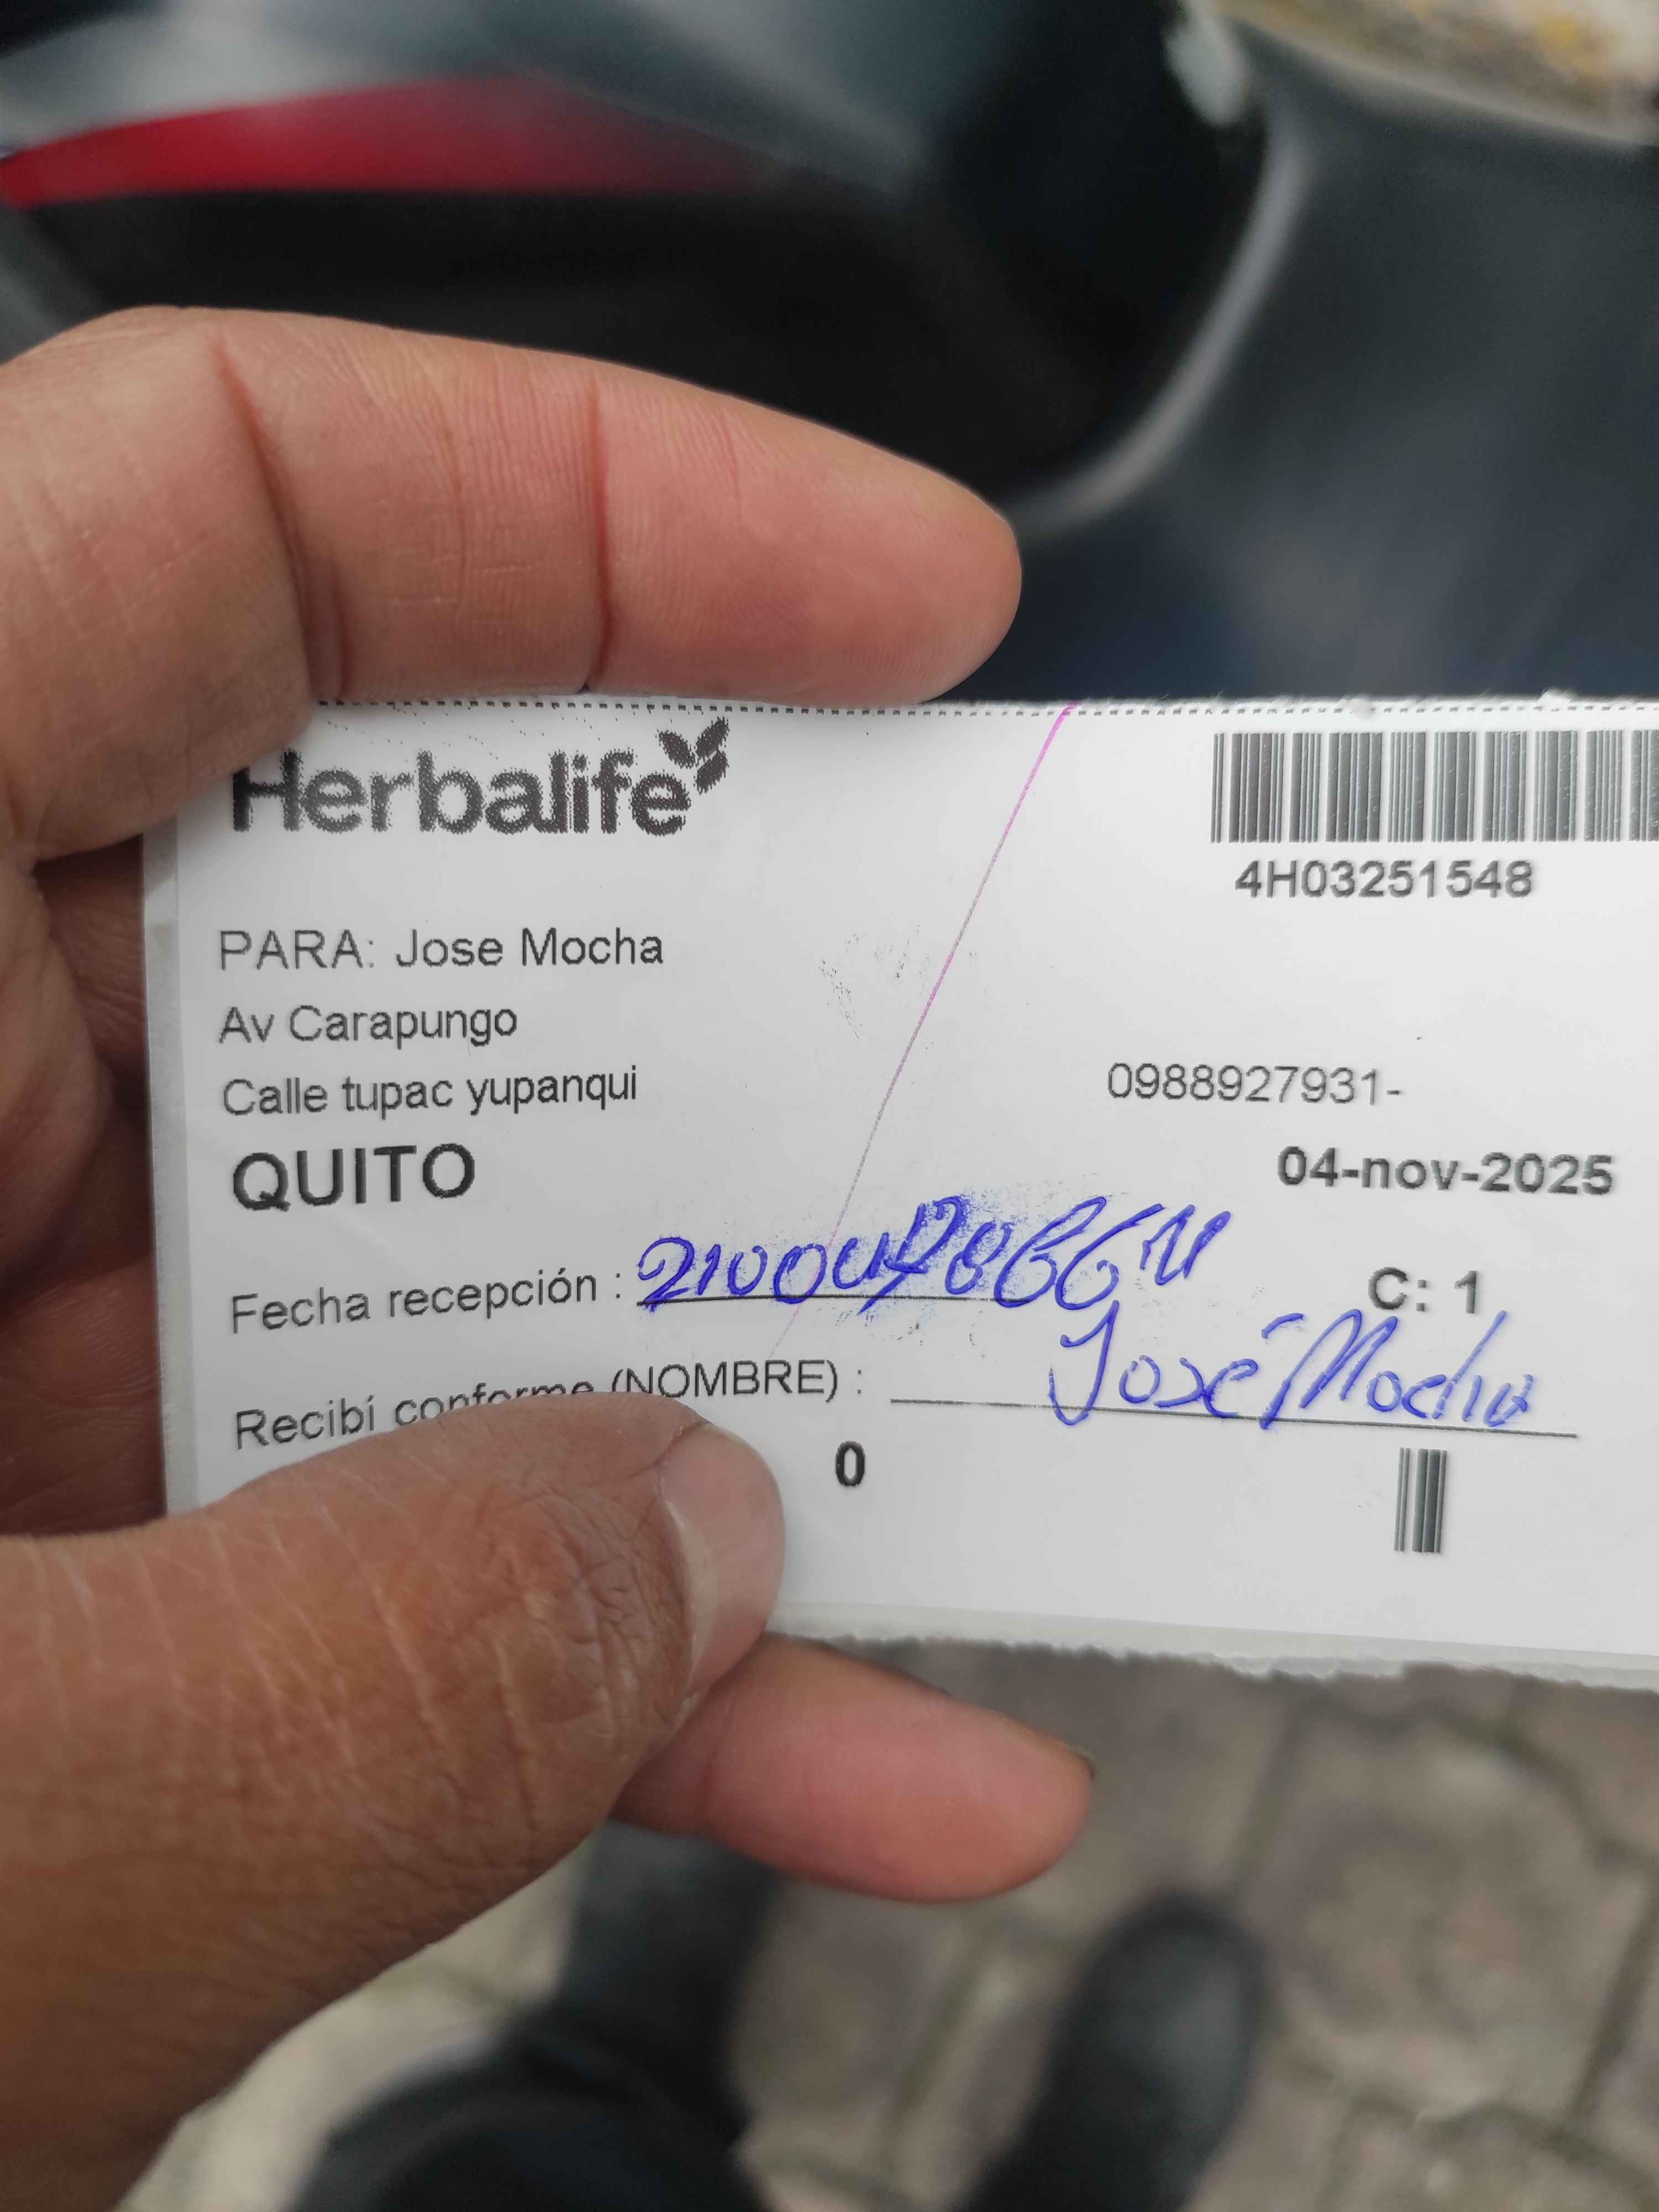 Herbalife
4H03251548
PARA: Jose Mocha
Av Carapungo
Calle tupac yupanqui
0988927931-
QUITO
04-nov-2025
Fecha recepción :
C: 1
Recibí conforme (NOMBRE) : José Mocha
0